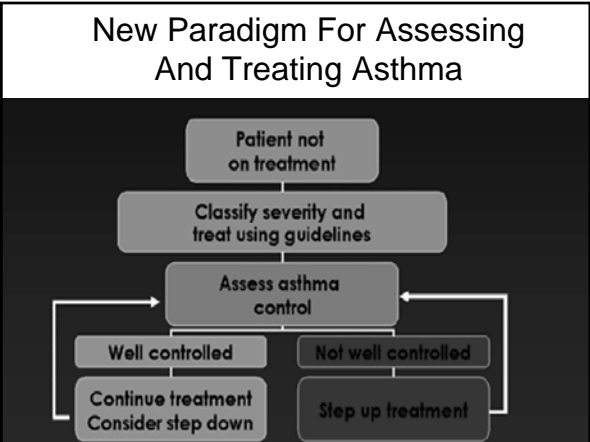 New Paradigm For Assessing
And Treating Asthma
Patient not
on treatment
Classify severity and
treat using guidelines
Assess asthma
control
Well controlled
Not well controlled
Continue treatment
Consider step down
Step up treatment